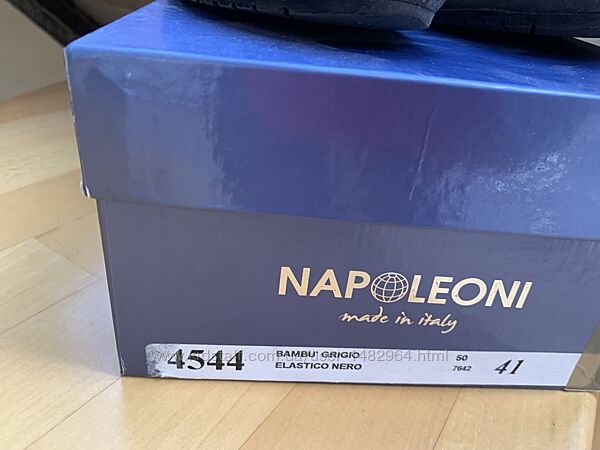 NAPOLEONI
made in italy
4544 BAMBU' GRIGIO 50
ELASTICO NERO 7642 41